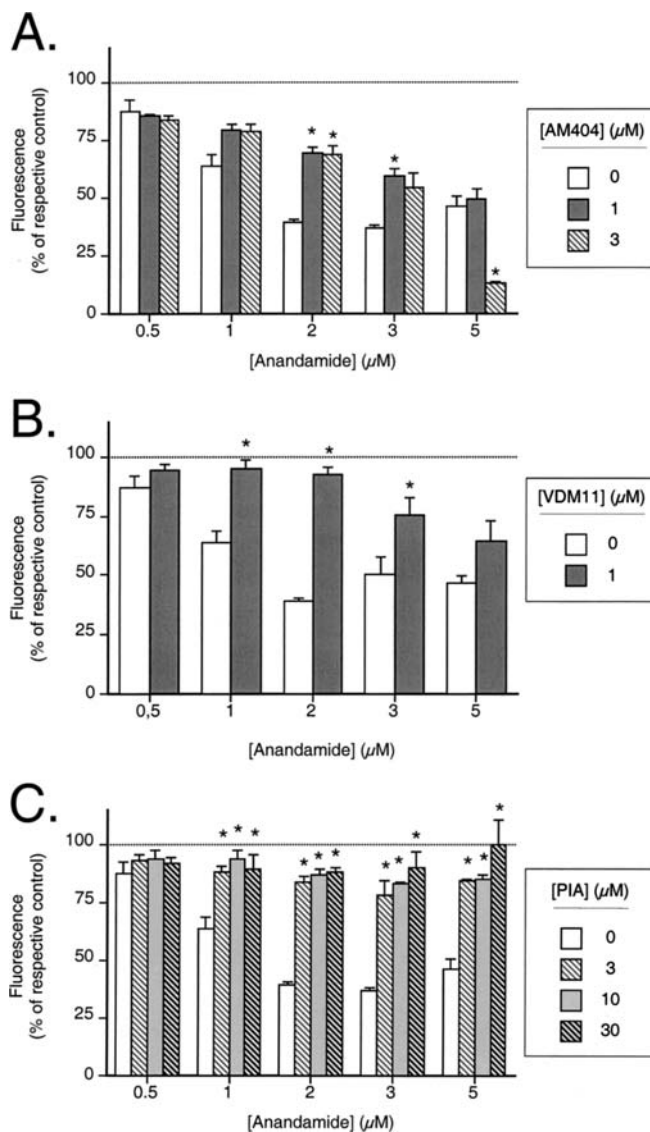 A.
Fluorescence
(% of respective control)
100
75
50
25
0
* * * *
0.5 1 2 3 5
[Anandamide] (µM)
[AM404] (µM)
0
1
3
B.
Fluorescence
(% of respective control)
100
75
50
25
0
* * *
0,5 1 2 3 5
[Anandamide] (µM)
[VDM11] (µM)
0
1
C.
Fluorescence
(% of respective control)
100
75
50
25
0
* * * * * * * * * * * *
0.5 1 2 3 5
[Anandamide] (µM)
[PIA] (µM)
0
3
10
30